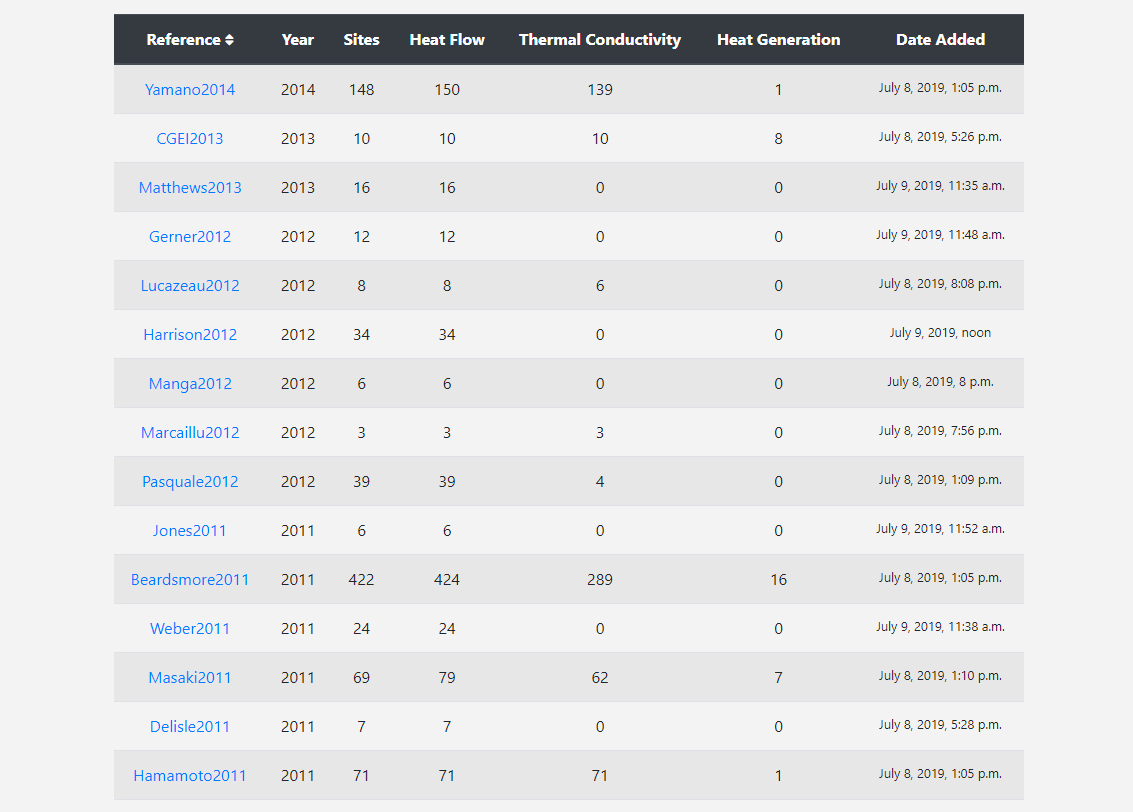 Reference Year Sites Heat Flow Thermal Conductivity Heat Generation Date Added
Yamano2014 2014 148 150 139 1 July 8, 2019, 1:05 p.m.
CGEI2013 2013 10 10 10 8 July 8, 2019, 5:26 p.m.
Matthews2013 2013 16 16 0 0 July 9, 2019, 11:35 a.m.
Gerner2012 2012 12 12 0 0 July 9, 2019, 11:48 a.m.
Lucazeau2012 2012 8 8 6 0 July 8, 2019, 8:08 p.m.
Harrison2012 2012 34 34 0 0 July 9, 2019, noon
Manga2012 2012 6 6 0 0 July 8, 2019, 8 p.m.
Marcaillu2012 2012 3 3 3 0 July 8, 2019, 7:56 p.m.
Pasquale2012 2012 39 39 4 0 July 8, 2019, 1:09 p.m.
Jones2011 2011 6 6 0 0 July 9, 2019, 11:52 a.m.
Beardsmore2011 2011 422 424 289 16 July 8, 2019, 1:05 p.m.
Weber2011 2011 24 24 0 0 July 9, 2019, 11:38 a.m.
Masaki2011 2011 69 79 62 7 July 8, 2019, 1:10 p.m.
Delisle2011 2011 7 7 0 0 July 8, 2019, 5:28 p.m.
Hamamoto2011 2011 71 71 71 1 July 8, 2019, 1:05 p.m.